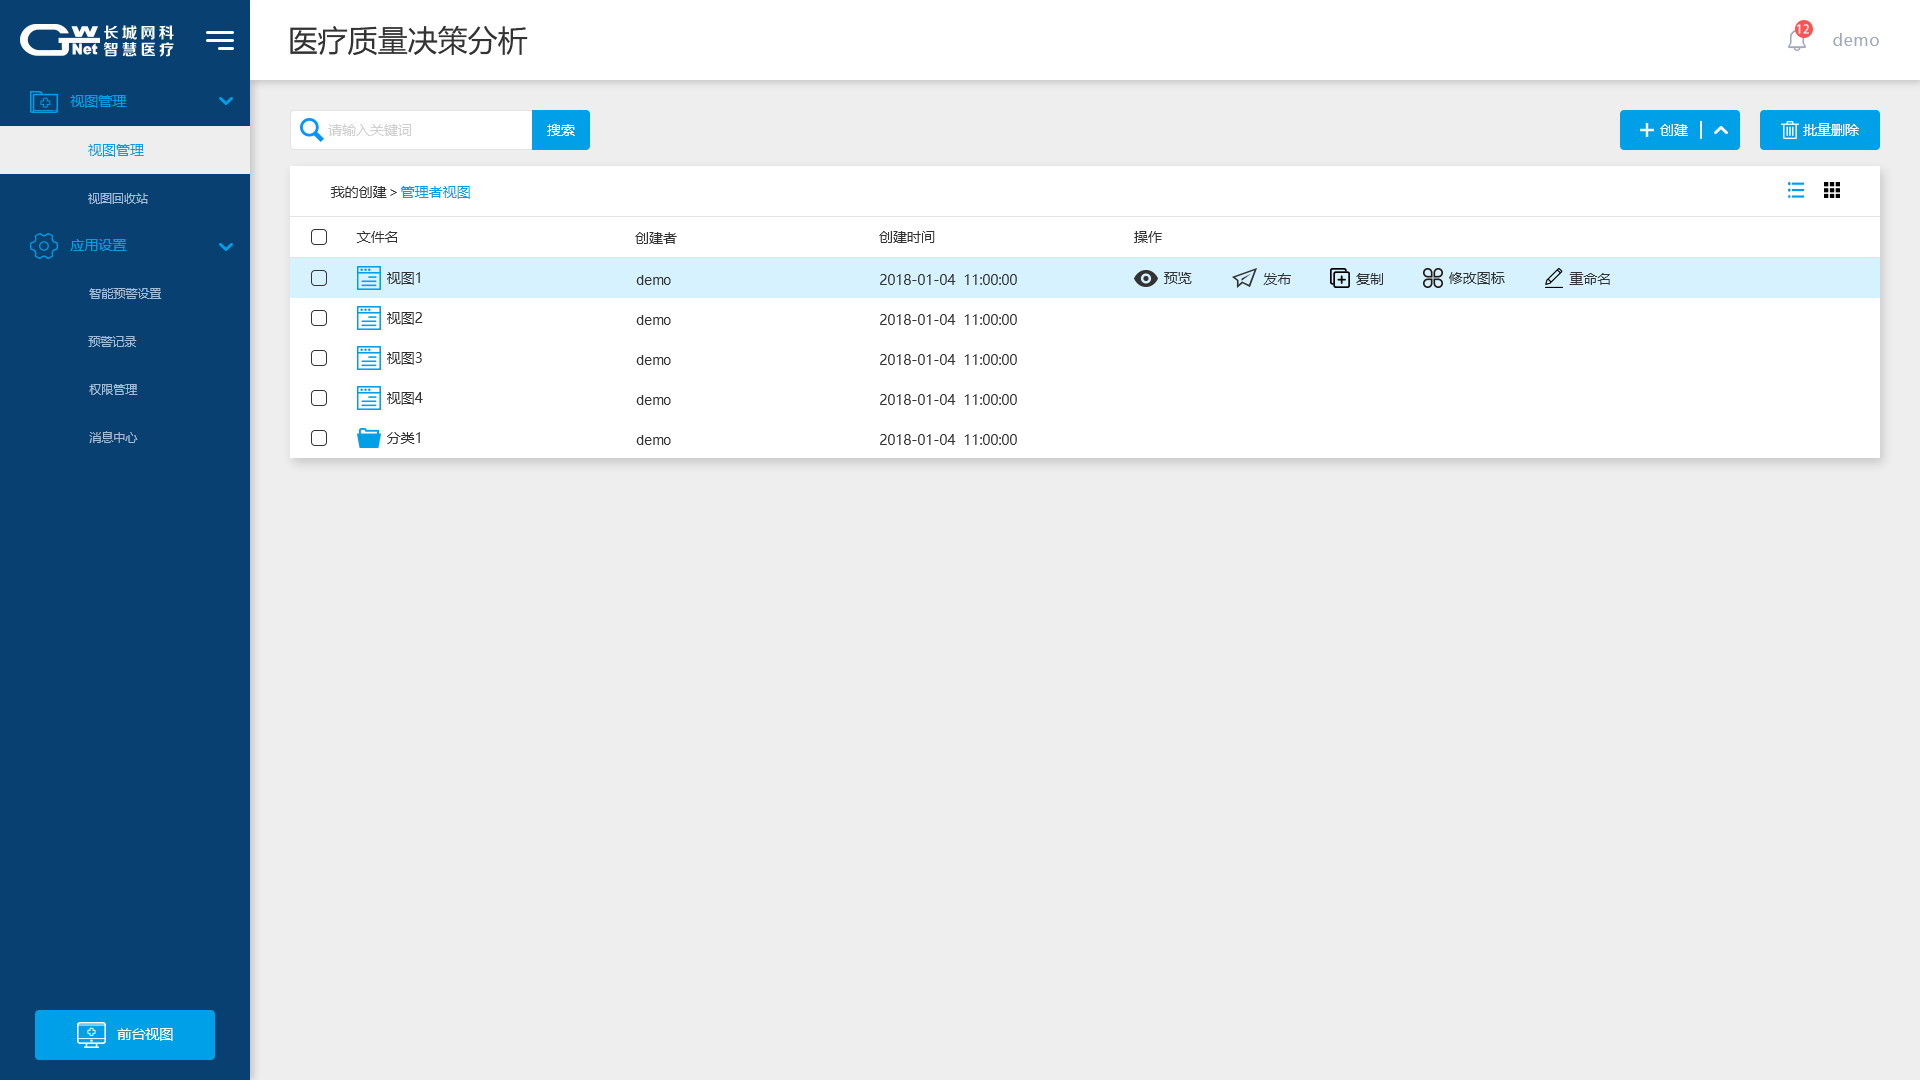 GW Net 长城网科
智慧医疗
医疗质量决策分析
12
demo
视图管理
视图管理
视图回收站
应用设置
智能预警设置
预警记录
权限管理
消息中心
前台视图
请输入关键词
搜索
创建
批量删除
我的创建 > 管理者视图
文件名 创建者 创建时间 操作
视图1 demo 2018-01-04 11:00:00 预览 发布 复制 修改图标 重命名
视图2 demo 2018-01-04 11:00:00
视图3 demo 2018-01-04 11:00:00
视图4 demo 2018-01-04 11:00:00
分类1 demo 2018-01-04 11:00:00